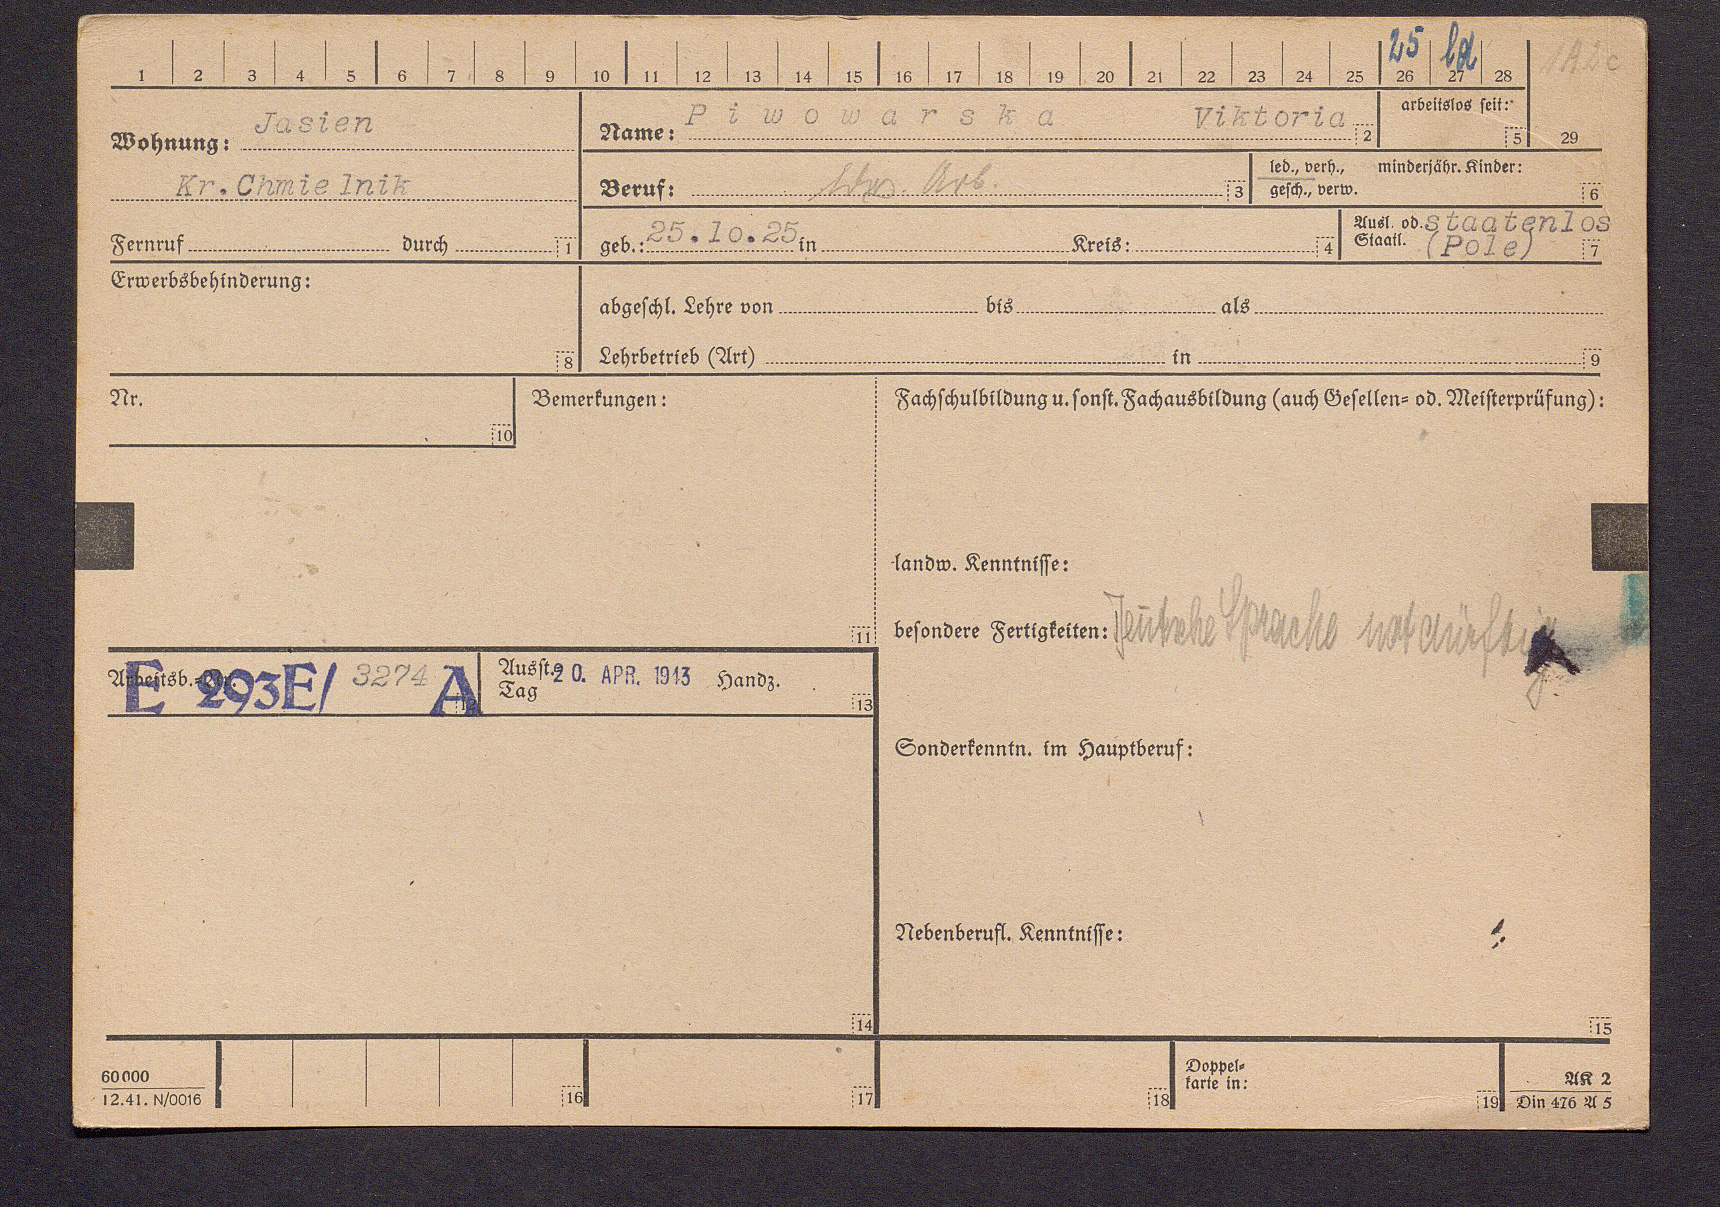 25 ld
1 2 3 4 5 6 7 8 9 10 11 12 13 14 15 16 17 18 19 20 21 22 23 24 25 26 27 28
Wohnung: Jasien
Name: Piwowarska Viktoria 2
arbeitslos seit: 5
29
Kr. Chmielnik
Beruf: Arb. 3
led., verh., gesch., verw.
minderjähr. Kinder: 6
Fernruf durch 1
geb.: 25.10.25 in Kreis: 4
Ausl. od. Staatl. staatenlos (Pole) 7
Erwerbsbehinderung: 8
abgeschl. Lehre von bis als
Lehrbetrieb (Art) in 9
Nr. 10
Bemerkungen: 11
Fachschulbildung u. sonst. Fachausbildung (auch Gesellen- od. Meisterprüfung):
landw. Kenntnisse:
besondere Fertigkeiten: Deutsche Sprache notdürftig
Arbeitsb.-Nr. E 293E/ 3274 A 12
Ausst. Tag 20. APR. 1943 Handz. 13
Sonderkenntn. im Hauptberuf:
Nebenberufl. Kenntnisse:
14
15
60000
12.41. N/0016
16
17
18
Doppelkarte in: 19
AK 2
Din 476 A 5